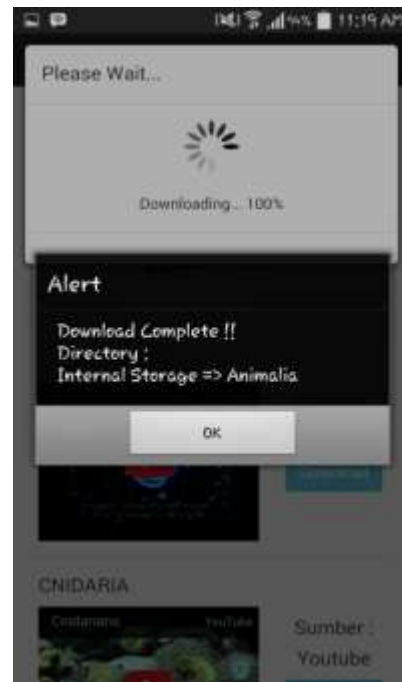 11:19 AM
Please Wait...
Downloading... 100%
Alert
Download Complete !!
Directory :
Internal Storage => Animalia
OK
CNIDARIA
Cnidarians
YouTube
Sumber :
Youtube